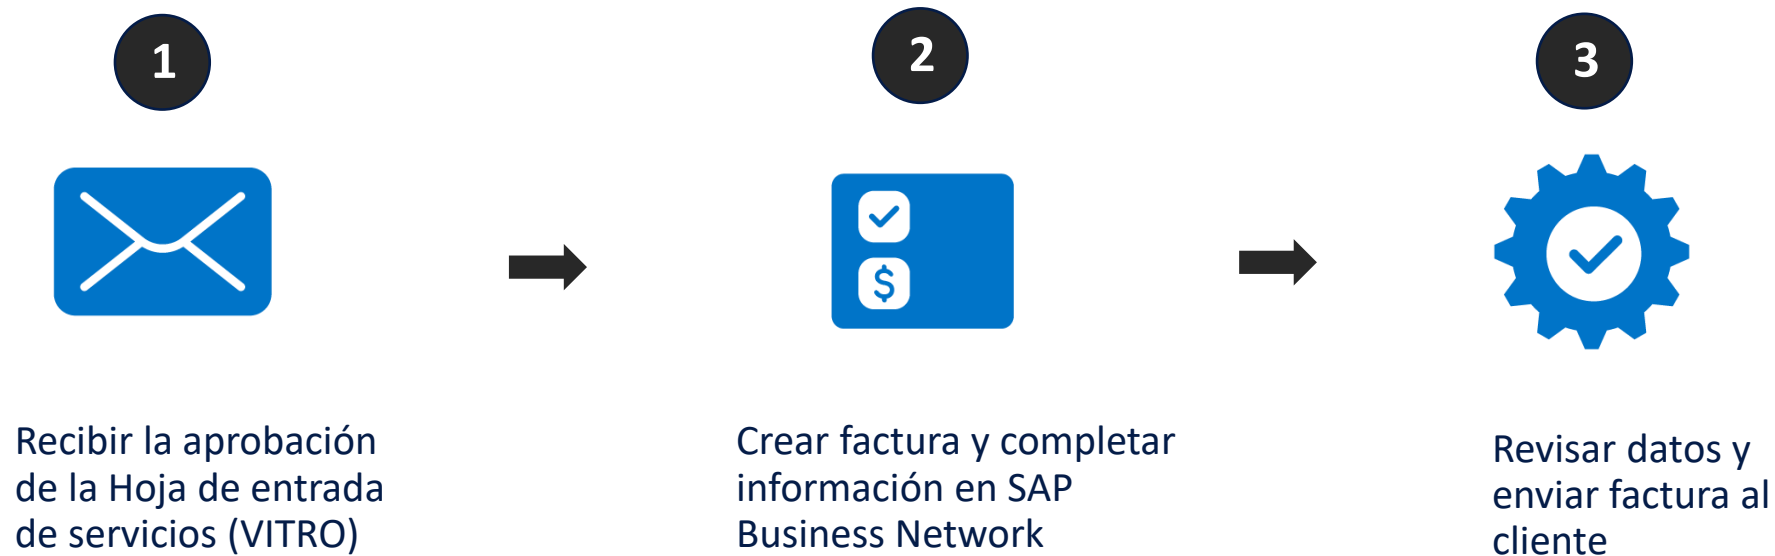 1
Recibir la aprobación
de la Hoja de entrada
de servicios (VITRO)
2
$
Crear factura y completar
información en SAP
Business Network
3
Revisar datos y
enviar factura al
cliente